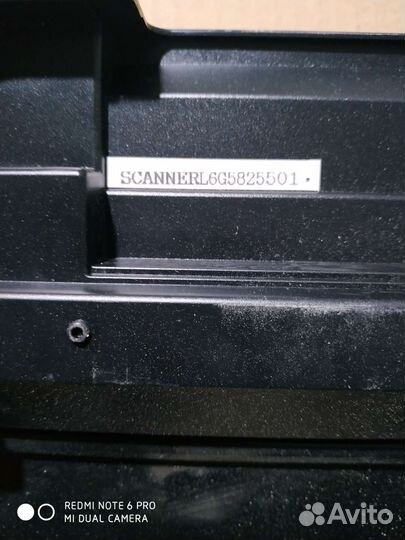 SCANNERL6G5825501.
REDMI NOTE 6 PRO
MI DUAL CAMERA
Avito